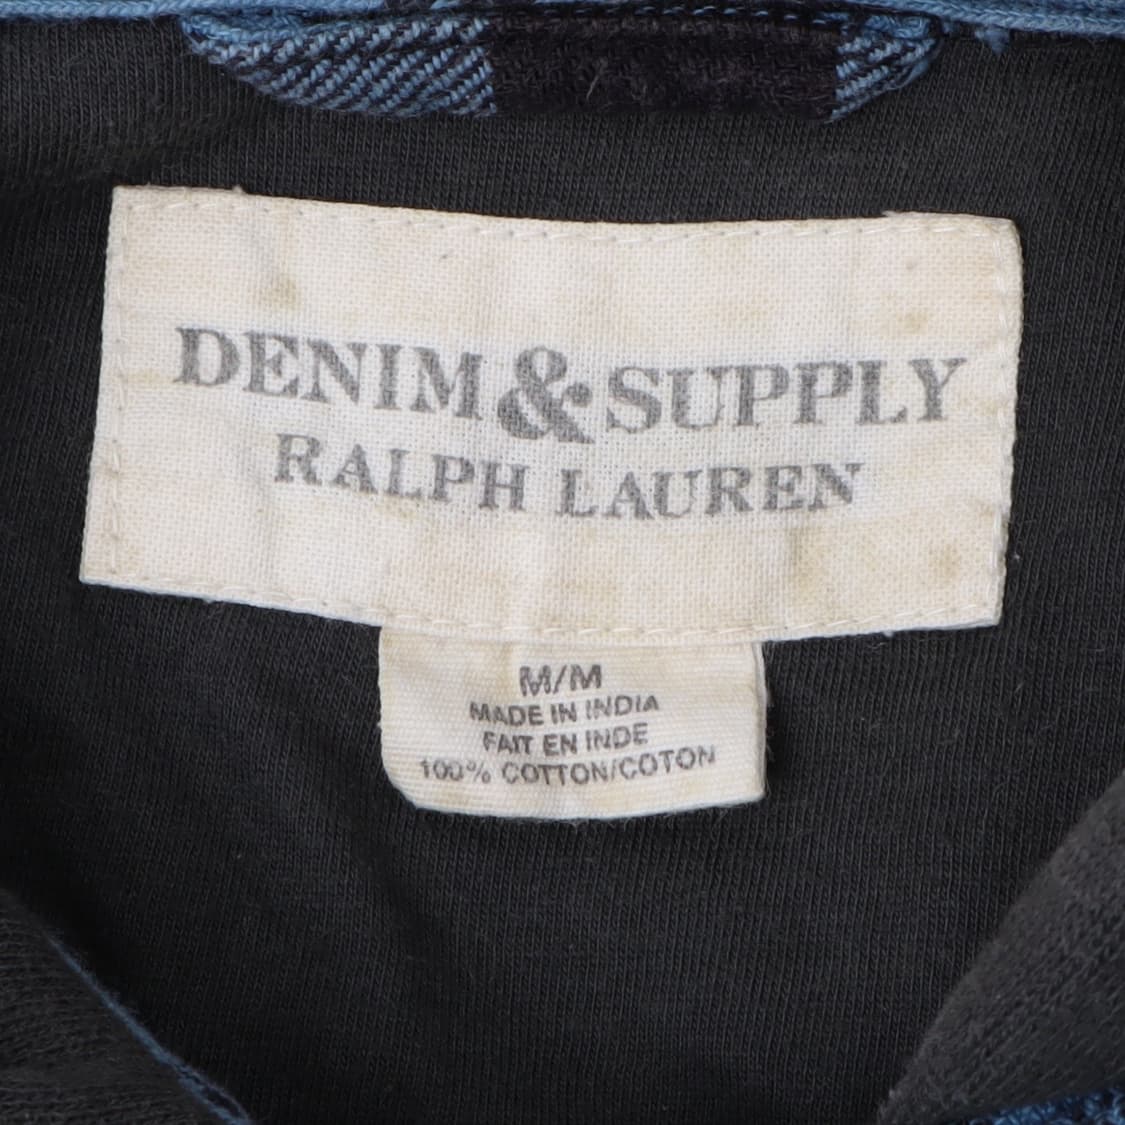 DENIM & SUPPLY
RALPH LAUREN
M/M
MADE IN INDIA
FAIT EN INDE
100% COTTON/COTON